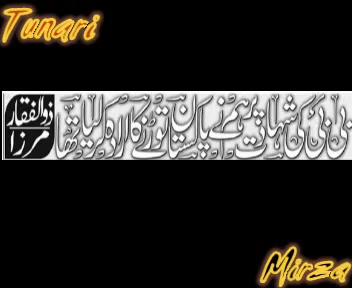 Tunari
بی بی کی شہادت پر ہم نے پاکستان توڑنے کا ارادہ کر لیا تھا
ذوالفقار
مرزا
Mirza